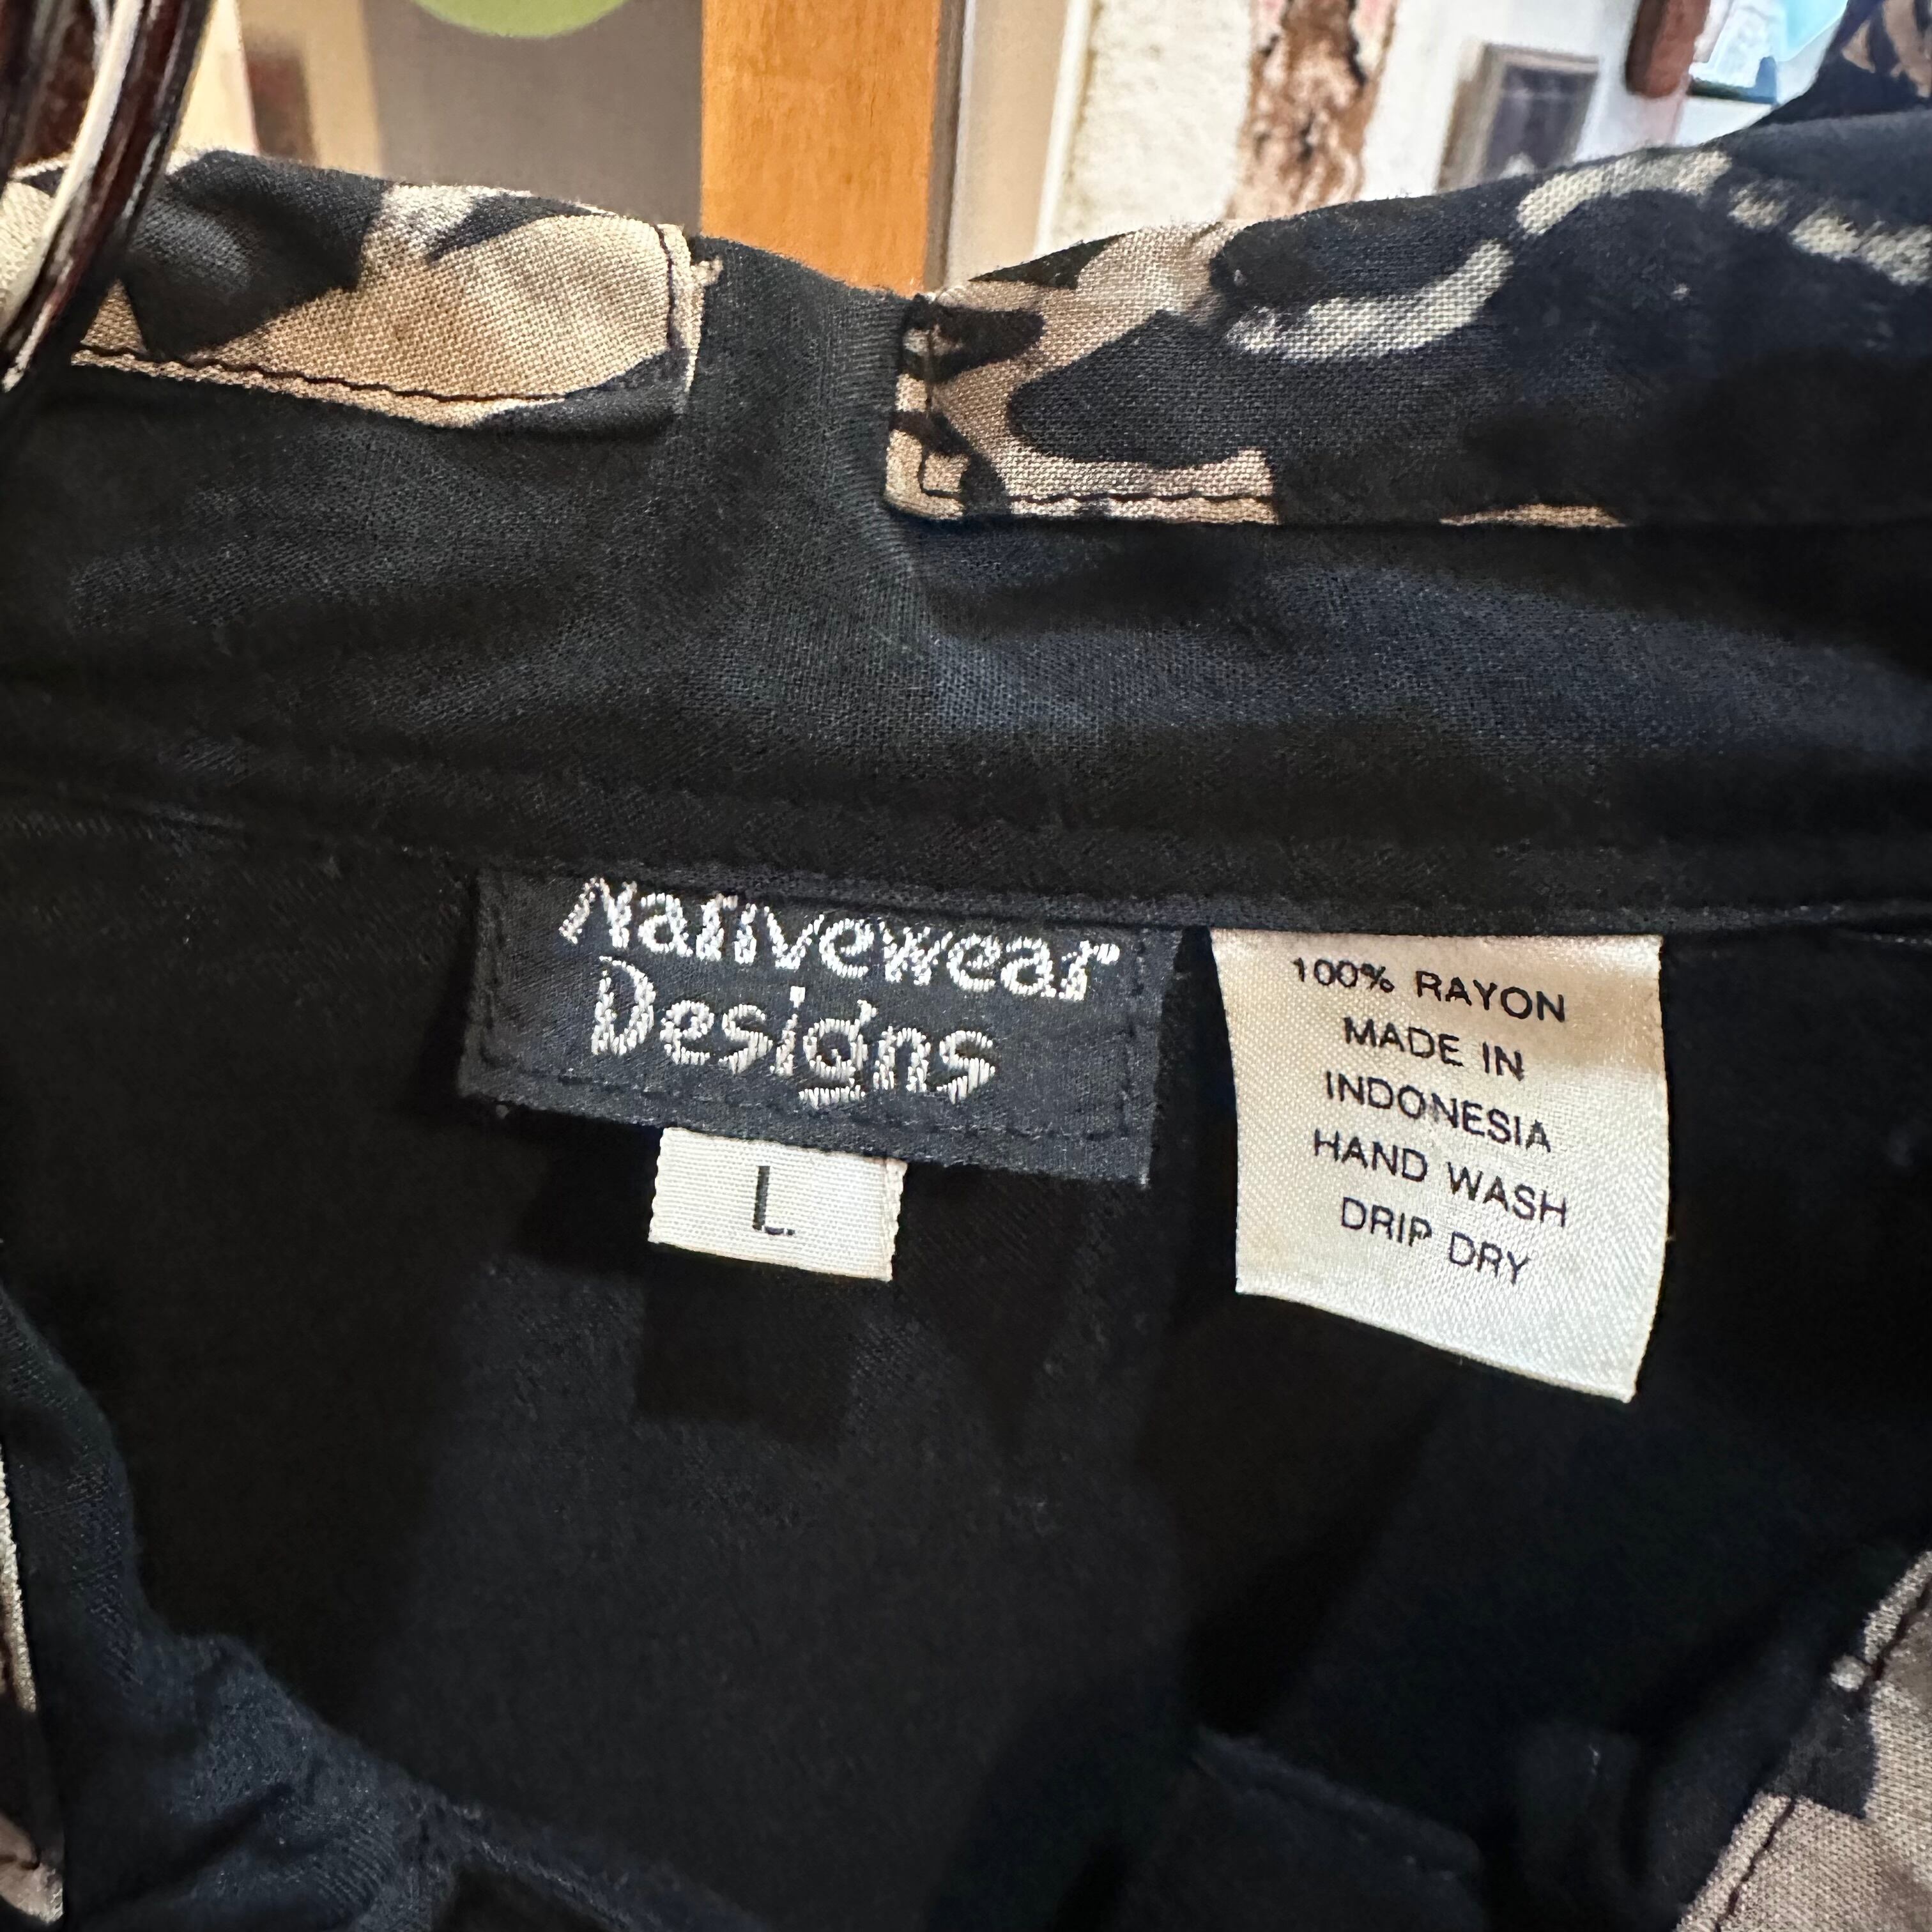 Nativewear
Designs
L
100% RAYON
MADE IN
INDONESIA
HAND WASH
DRIP DRY